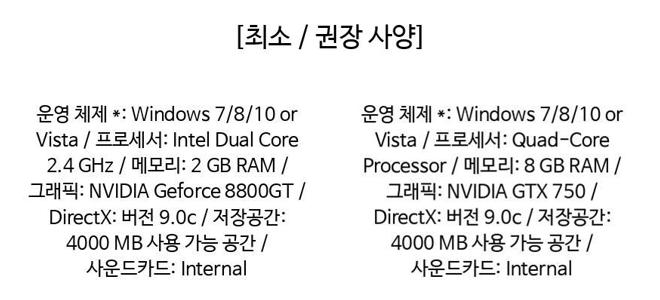 [최소 / 권장 사양]
운영 체제 *: Windows 7/8/10 or
Vista / 프로세서: Intel Dual Core
2.4 GHz / 메모리: 2 GB RAM /
그래픽: NVIDIA Geforce 8800GT /
DirectX: 버전 9.0c / 저장공간:
4000 MB 사용 가능 공간 /
사운드카드: Internal
운영 체제 *: Windows 7/8/10 or
Vista / 프로세서: Quad-Core
Processor / 메모리: 8 GB RAM /
그래픽: NVIDIA GTX 750 /
DirectX: 버전 9.0c / 저장공간:
4000 MB 사용 가능 공간 /
사운드카드: Internal